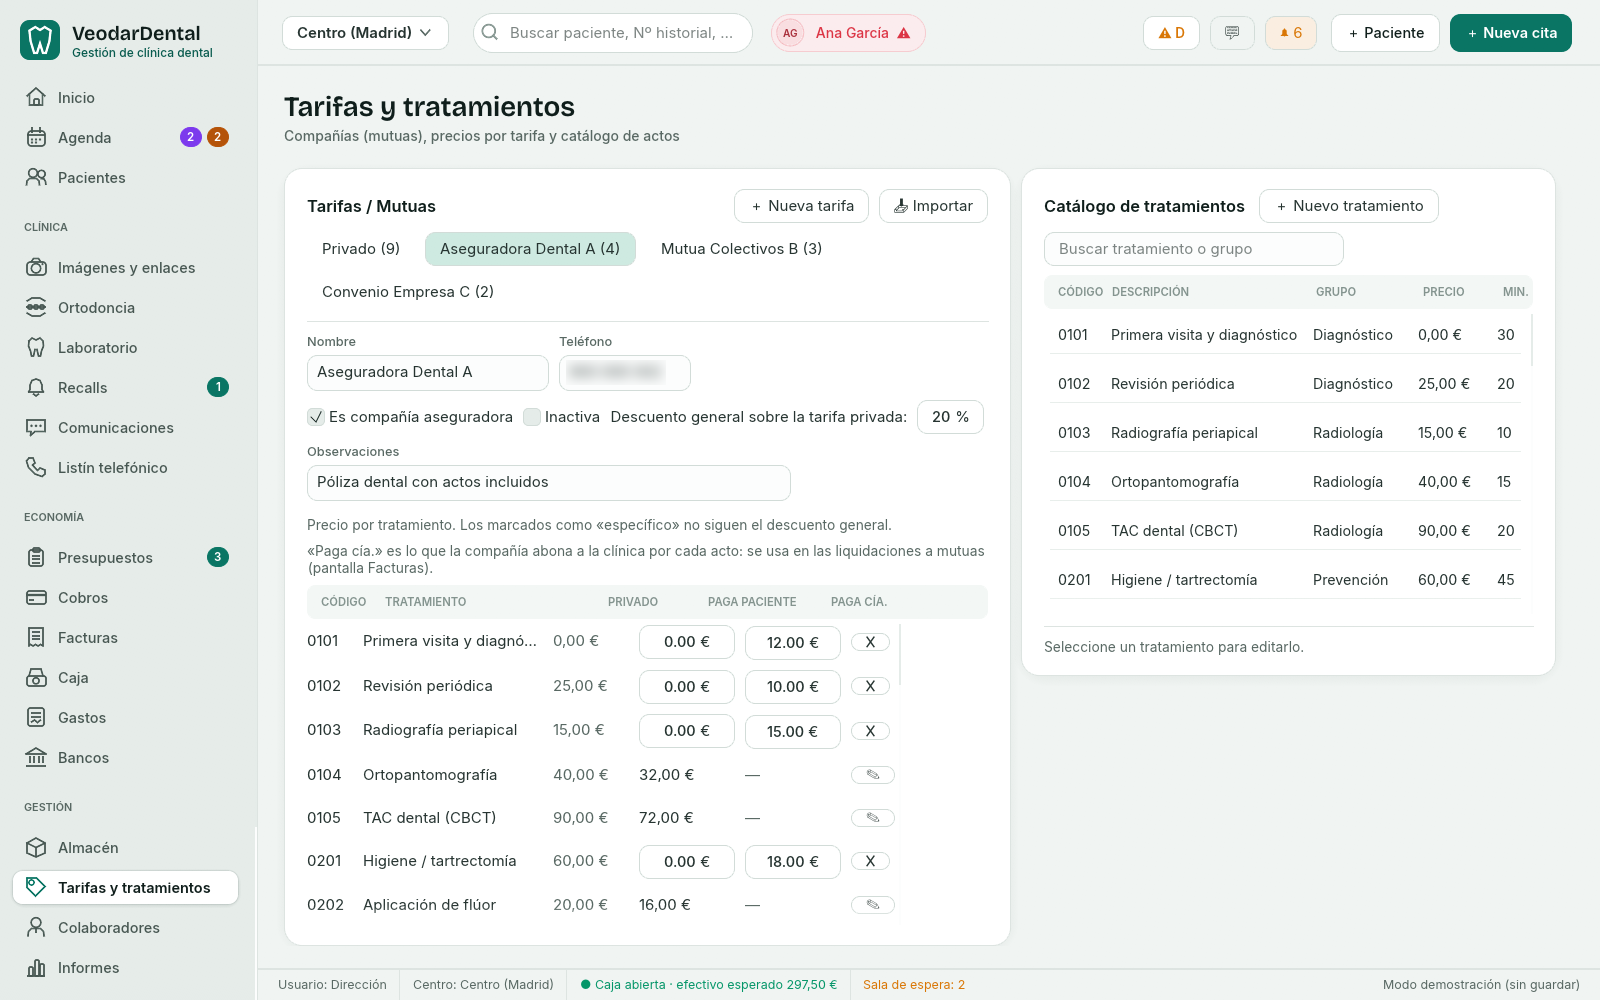 VeodarDental
Gestión de clínica dental
Inicio
Agenda 2 2
Pacientes
CLÍNICA
Imágenes y enlaces
Ortodoncia
Laboratorio
Recalls 1
Comunicaciones
Listín telefónico
ECONOMÍA
Presupuestos 3
Cobros
Facturas
Caja
Gastos
Bancos
GESTIÓN
Almacén
Tarifas y tratamientos
Colaboradores
Informes
Centro (Madrid)
Buscar paciente, Nº historial, ...
AG Ana García
D
6
+ Paciente
+ Nueva cita
Tarifas y tratamientos
Compañías (mutuas), precios por tarifa y catálogo de actos
Tarifas / Mutuas
+ Nueva tarifa
Importar
Privado (9)
Aseguradora Dental A (4)
Mutua Colectivos B (3)
Convenio Empresa C (2)
Nombre Teléfono
Aseguradora Dental A
Es compañía aseguradora Inactiva Descuento general sobre la tarifa privada: 20 %
Observaciones
Póliza dental con actos incluidos
Precio por tratamiento. Los marcados como «específico» no siguen el descuento general.
«Paga cía.» es lo que la compañía abona a la clínica por cada acto: se usa en las liquidaciones a mutuas
(pantalla Facturas).
CÓDIGO TRATAMIENTO PRIVADO PAGA PACIENTE PAGA CÍA.
0101 Primera visita y diagnó... 0,00 € 0.00 € 12.00 € X
0102 Revisión periódica 25,00 € 0.00 € 10.00 € X
0103 Radiografía periapical 15,00 € 0.00 € 15.00 € X
0104 Ortopantomografía 40,00 € 32,00 € —
0105 TAC dental (CBCT) 90,00 € 72,00 € —
0201 Higiene / tartrectomía 60,00 € 0.00 € 18.00 € X
0202 Aplicación de flúor 20,00 € 16,00 € —
Catálogo de tratamientos
+ Nuevo tratamiento
Buscar tratamiento o grupo
CÓDIGO DESCRIPCIÓN GRUPO PRECIO MIN.
0101 Primera visita y diagnóstico Diagnóstico 0,00 € 30
0102 Revisión periódica Diagnóstico 25,00 € 20
0103 Radiografía periapical Radiología 15,00 € 10
0104 Ortopantomografía Radiología 40,00 € 15
0105 TAC dental (CBCT) Radiología 90,00 € 20
0201 Higiene / tartrectomía Prevención 60,00 € 45
Seleccione un tratamiento para editarlo.
Usuario: Dirección
Centro: Centro (Madrid)
Caja abierta · efectivo esperado 297,50 €
Sala de espera: 2
Modo demostración (sin guardar)